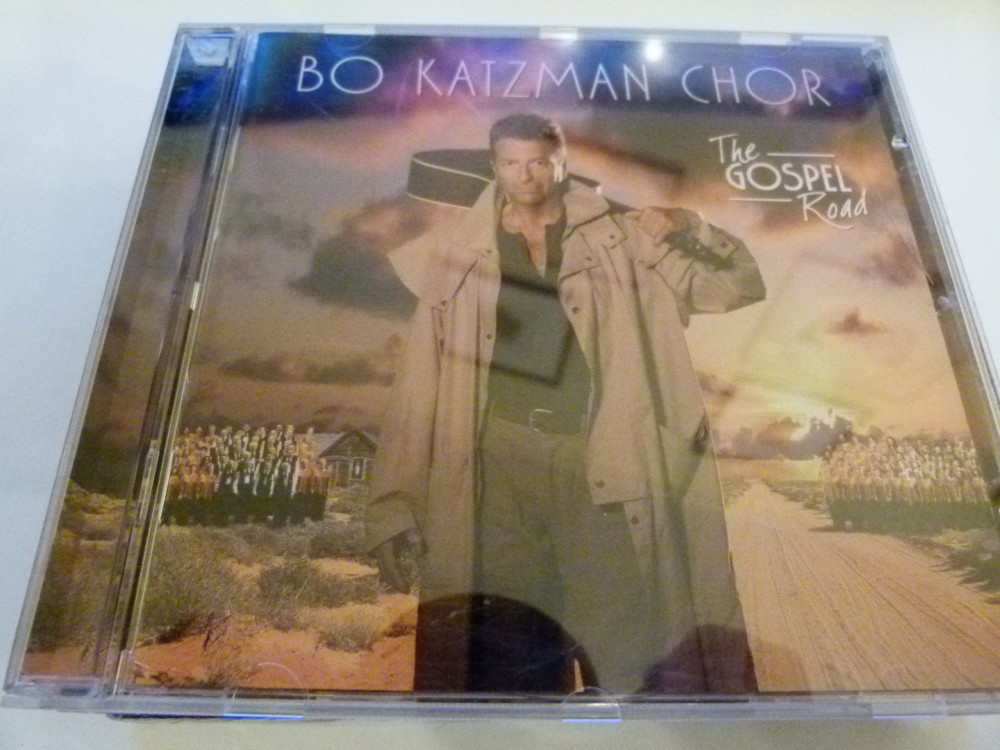 BO KATZMAN CHOR
The
GOSPEL
Road